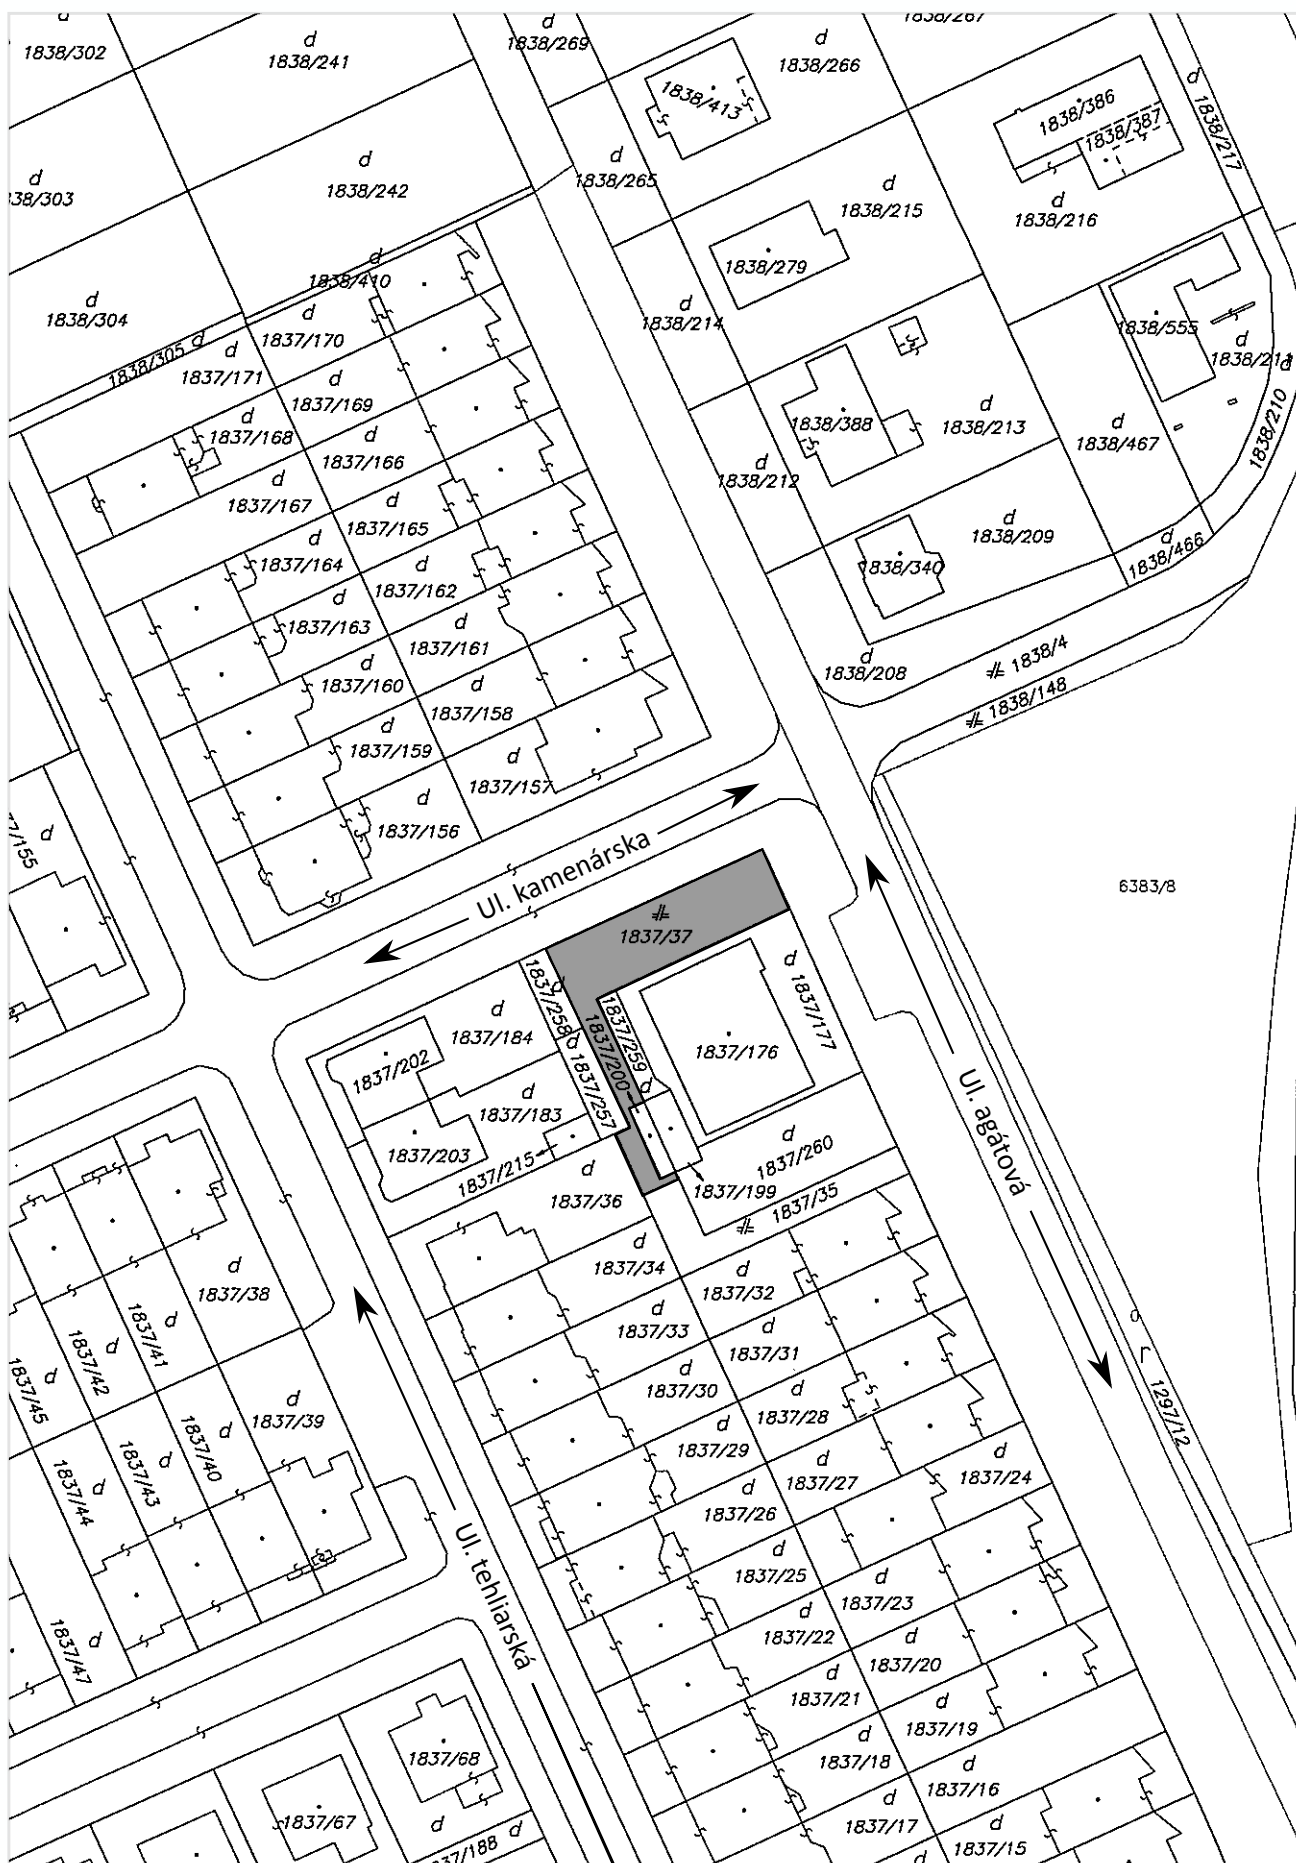 1838/302
d
1838/241
d
1838/269
d
1838/266
d
1838/267
1838/413
1838/386
1838/387
d
1838/217
d
1838/303
d
1838/242
d
1838/265
d
1838/215
d
1838/216
d
1838/279
d
1838/410
d
1838/304
d
1838/214
1838/555
d
1838/305
d
1837/170
d
1837/171
d
1837/169
d
1838/210
d
1837/168
d
1837/166
1838/388
d
1838/213
d
1838/467
d
1838/212
d
1837/167
d
1837/165
d
1838/209
d
1838/466
d
1837/164
d
1837/162
1838/340
d
1837/163
d
1837/161
d
1838/208
1838/4
1838/148
d
1837/160
d
1837/158
d
1837/159
d
1837/157
d
1837/156
d
Ul. kamenárska
6383/8
1837/37
d
1837/258
d
1837/184
1837/202
d
1837/257
1837/200
1837/259
d
1837/176
d
1837/177
d
1837/183
1837/203
1837/215
d
1837/36
d
1837/260
1837/199
1837/35
Ul. agátová
d
1837/34
d
1837/32
d
1837/38
d
1837/33
d
1837/31
d
1837/41
d
1837/42
d
1837/45
d
1837/30
d
1837/28
1297/12
d
1837/39
d
1837/29
d
1837/27
d
1837/24
d
1837/40
d
1837/43
d
1837/44
d
1837/26
d
1837/25
d
1837/23
Ul. tehliarská
d
1837/22
d
1837/20
d
1837/47
d
1837/21
d
1837/19
d
1837/18
d
1837/16
1837/68
d
1837/67
d
1837/17
d
1837/15
d
d